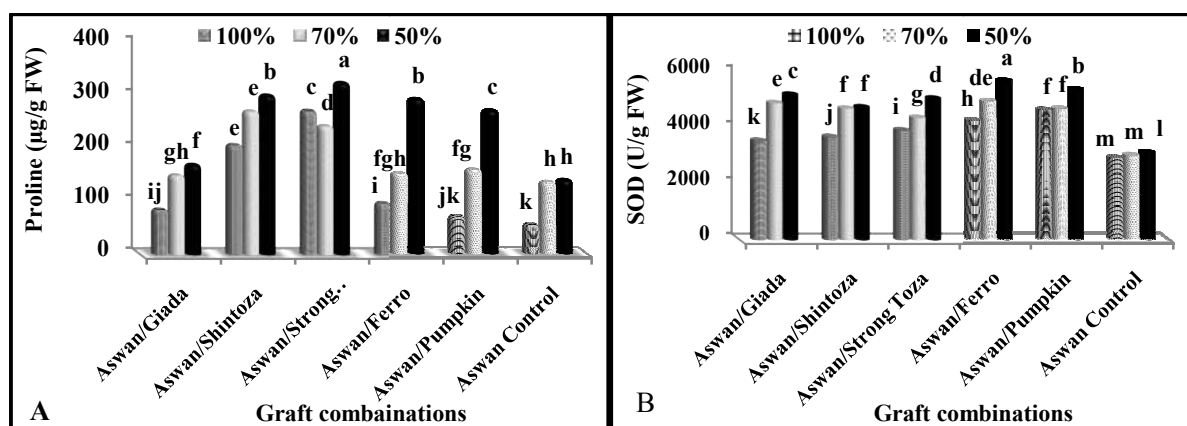 400
300
200
100
0
Proline (µg/g FW)
100% 70% 50%
ij gh f
e e b
c d a
i fgh b
jk fg c
k h h
Aswan/Giada
Aswan/Shintoza
Aswan/Strong..
Aswan/Ferro
Aswan/Pumpkin
Aswan Control
A
Graft combainations
6000
4000
2000
0
SOD (U/g FW)
100% 70% 50%
k e c
j f f
i g d
h de a
f f b
m m l
Aswan/Giada
Aswan/Shintoza
Aswan/Strong Toza
Aswan/Ferro
Aswan/Pumpkin
Aswan Control
B
Graft combinations